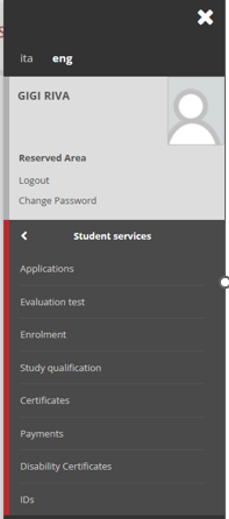 ita eng
GIGI RIVA
Reserved Area
Logout
Change Password
Student services
Applications
Evaluation test
Enrolment
Study qualification
Certificates
Payments
Disability Certificates
IDs